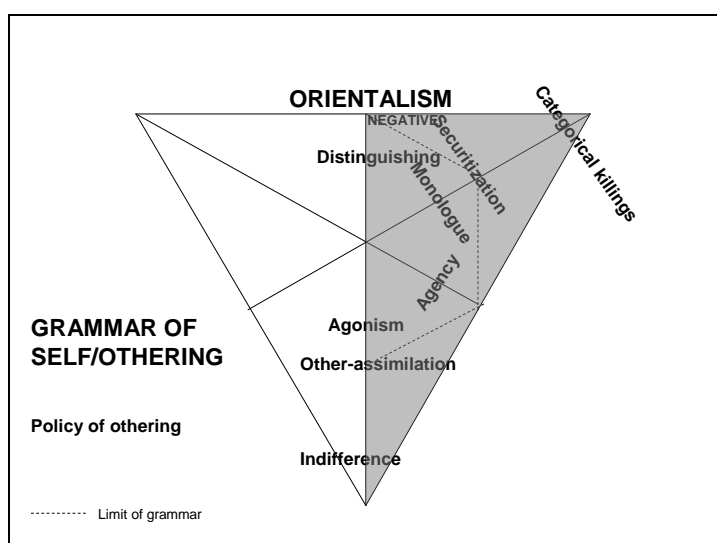 ORIENTALISM
NEGATIVE
Categorical killings
Securitization
Distinguishing
Monologue
Agency
Agonism
GRAMMAR OF
SELF/OTHERING
Other-assimilation
Policy of othering
Indifference
Limit of grammar